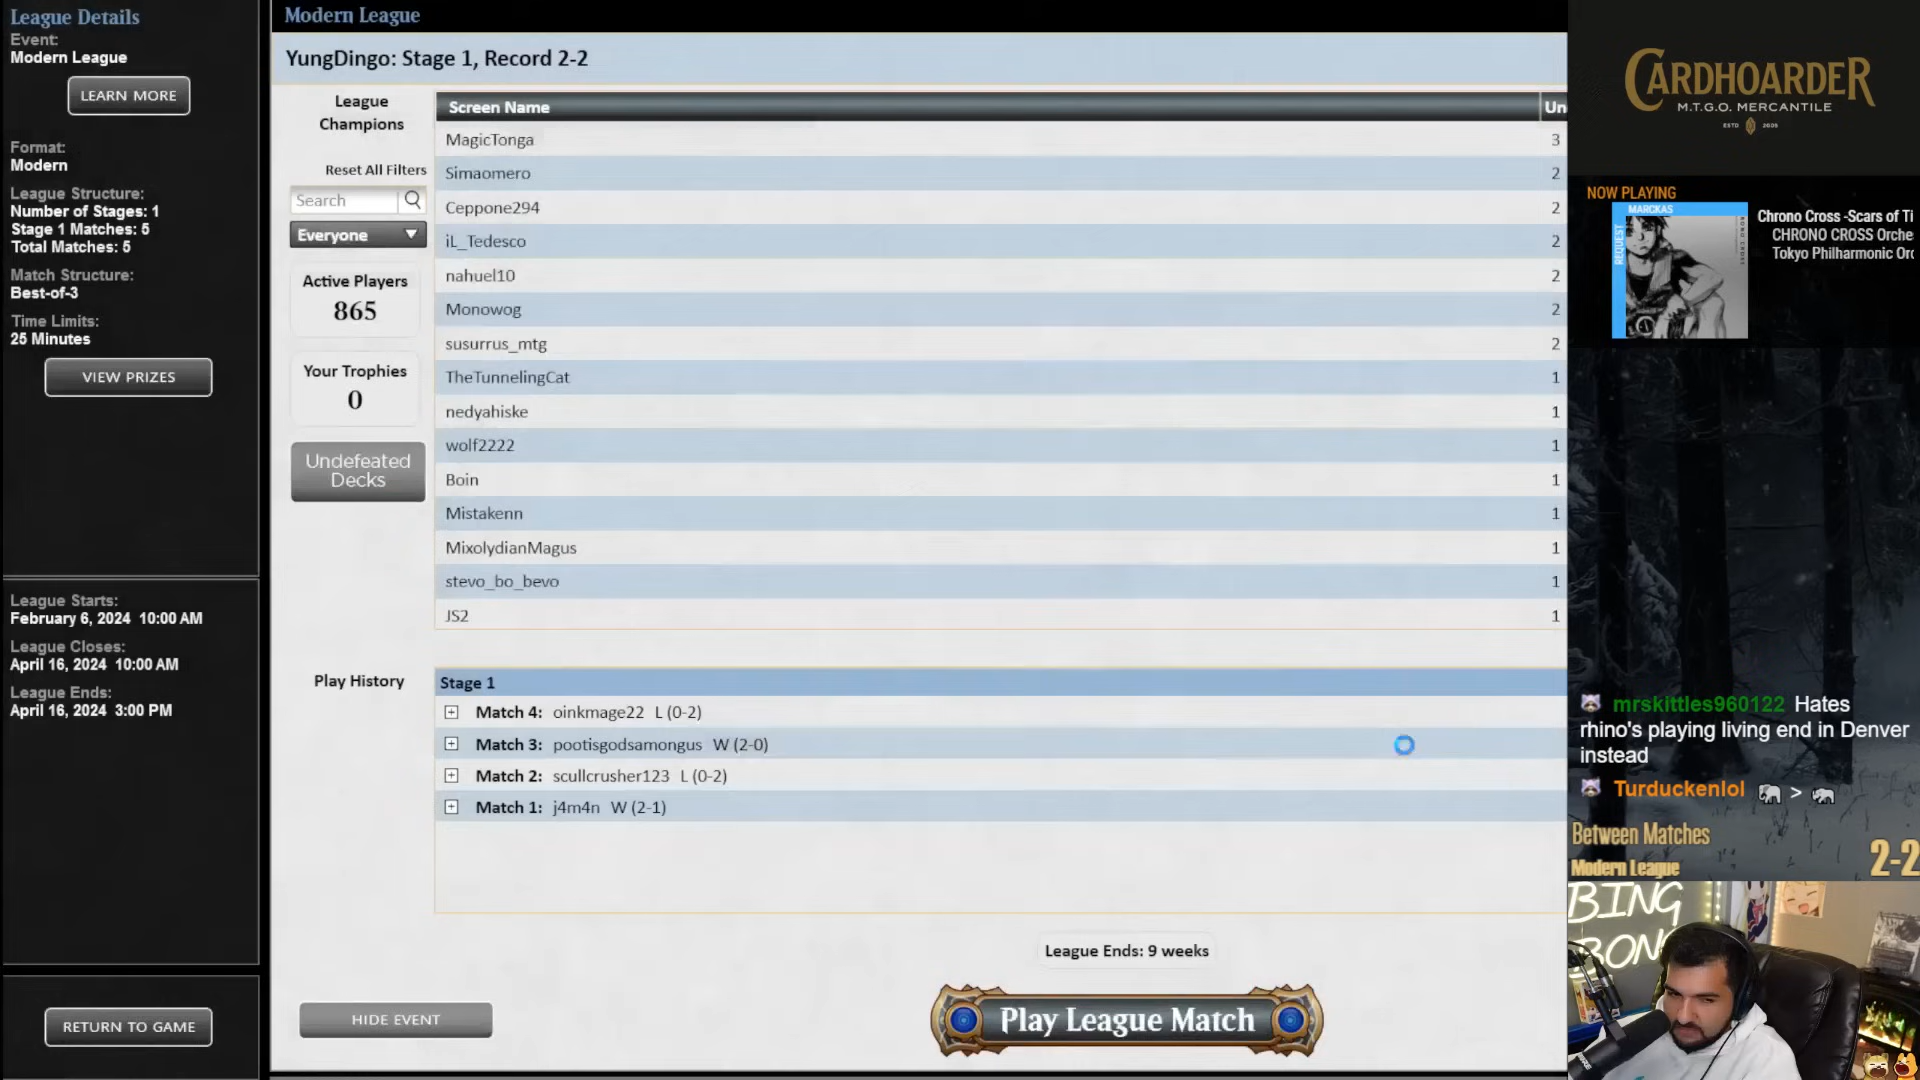 League Details
Event:
Modern League
LEARN MORE
Format:
Modern
League Structure:
Number of Stages: 1
Stage 1 Matches: 5
Total Matches: 5
Match Structure:
Best-of-3
Time Limits:
25 Minutes
VIEW PRIZES
League Starts:
February 6, 2024 10:00 AM
League Closes:
April 16, 2024 10:00 AM
League Ends:
April 16, 2024 3:00 PM
RETURN TO GAME
Modern League
YungDingo: Stage 1, Record 2-2
League
Champions
Reset All Filters
Search
Everyone
Active Players
865
Your Trophies
0
Undefeated
Decks
Screen Name Un
MagicTonga 3
Simaomero 2
Ceppone294 2
iL_Tedesco 2
nahuel10 2
Monowog 2
susurrus_mtg 2
TheTunnelingCat 1
nedyahiske 1
wolf2222 1
Boin 1
Mistakenn 1
MixolydianMagus 1
stevo_bo_bevo 1
JS2 1
Play History
Stage 1
Match 4: oinkmage22 L (0-2)
Match 3: pootisgodsamongus W (2-0)
Match 2: scullcrusher123 L (0-2)
Match 1: j4m4n W (2-1)
League Ends: 9 weeks
HIDE EVENT
Play League Match
CARDHOARDER
M.T.G.O. MERCANTILE
ESTD 2005
NOW PLAYING
MARCKAS
REQUEST
Chrono Cross -Scars of Ti
CHRONO CROSS Orche
Tokyo Philharmonic Orc
mrskittles960122 Hates
rhino's playing living end in Denver
instead
Turduckenlol >
Between Matches
Modern League
2-2
BING
BONG